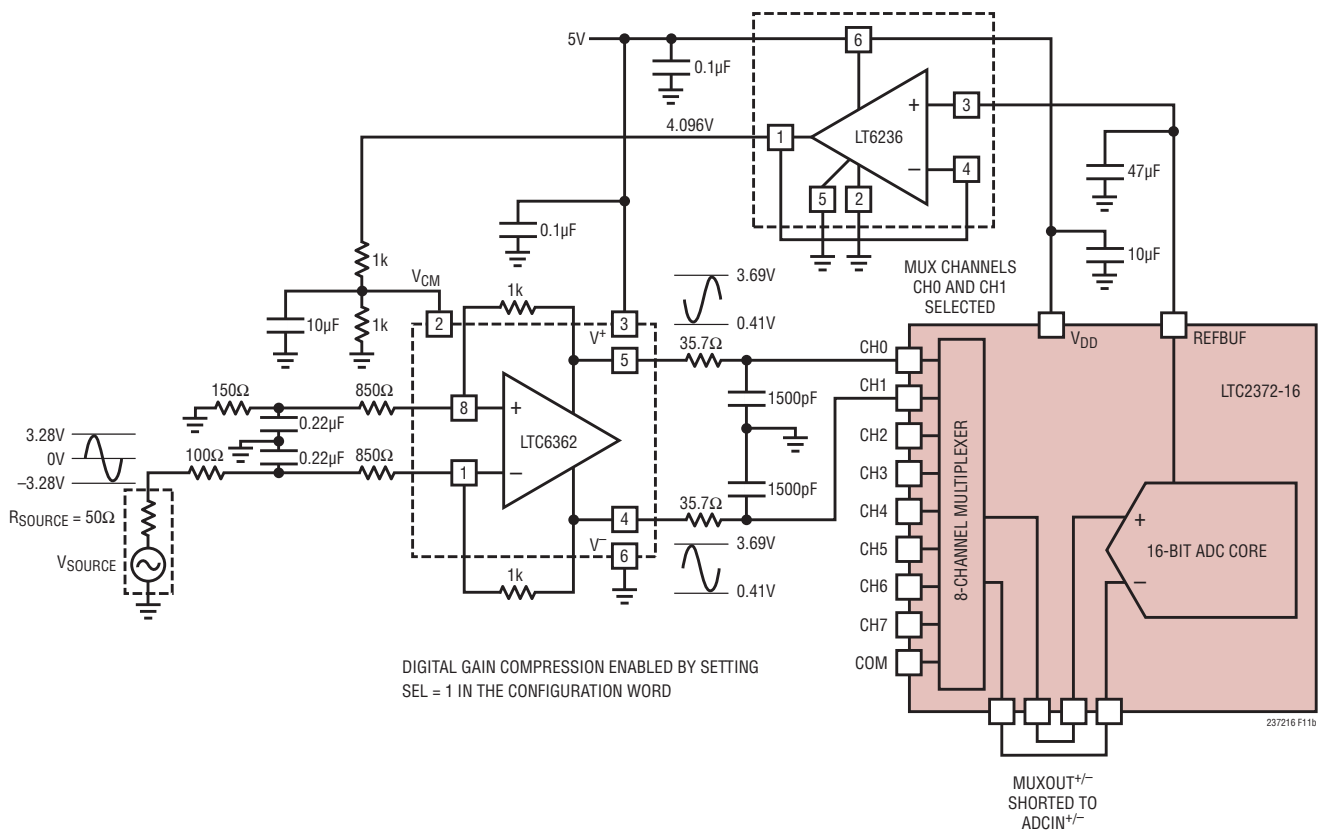 5V
6
0.1µF
+
3
4.096V
1
LT6236
–
4
47µF
5
2
0.1µF
10µF
1k
MUX CHANNELS
CH0 AND CH1
SELECTED
3.69V
0.41V
VCM
1k
10µF
1k
2
3
V+
VDD
REFBUF
5
35.7Ω
CH0
LTC2372-16
150Ω
850Ω
8
+
CH1
1500pF
0.22µF
LTC6362
CH2
3.28V
0V
–3.28V
0.22µF
100Ω
850Ω
1
–
CH3
1500pF
RSOURCE = 50Ω
4
35.7Ω
CH4
+
VSOURCE
V–
6
3.69V
0.41V
CH5
16-BIT ADC CORE
8-CHANNEL MULTIPLEXER
1k
CH6
–
CH7
COM
DIGITAL GAIN COMPRESSION ENABLED BY SETTING
SEL = 1 IN THE CONFIGURATION WORD
237216 F11b
MUXOUT+/–
SHORTED TO
ADCIN+/–